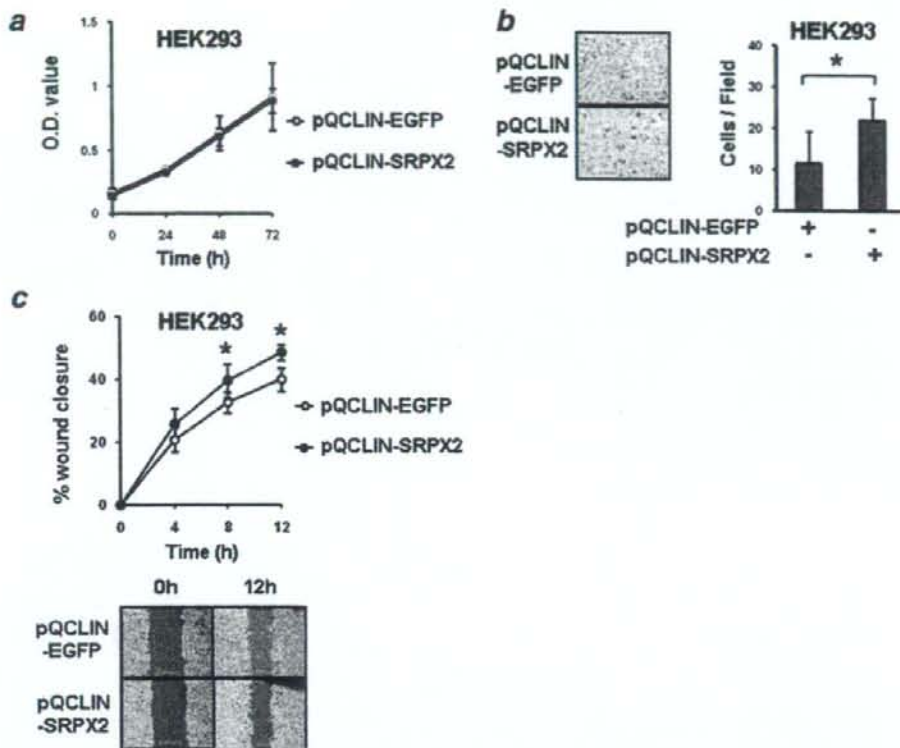 a
HEK293
O.D. value
1.5
1
0.5
0
0
24
48
72
Time (h)
pQCLIN-EGFP
pQCLIN-SRPX2
b
pQCLIN
-EGFP
pQCLIN
-SRPX2
HEK293
Cells / Field
40
30
20
10
0
*
pQCLIN-EGFP + -
pQCLIN-SRPX2 - +
c
HEK293
% wound closure
60
40
20
0
* *
0
4
8
12
Time (h)
pQCLIN-EGFP
pQCLIN-SRPX2
0h 12h
pQCLIN
-EGFP
pQCLIN
-SRPX2